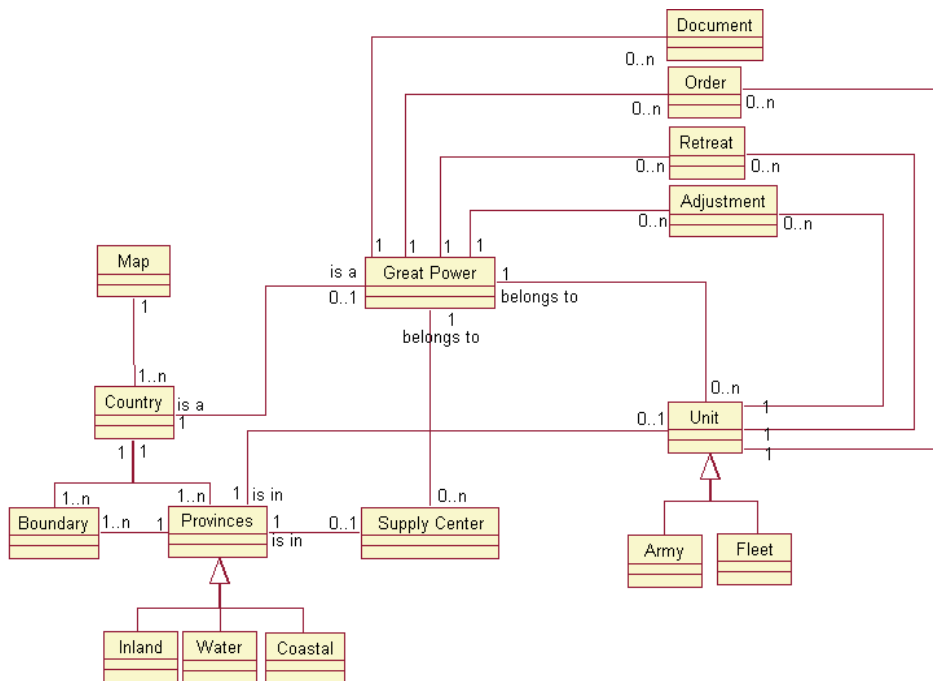 Document
0..n
Order
0..n
0..n
Retreat
0..n
0..n
Adjustment
0..n
0..n
1
1
1
1
Map
1
is a
0..1
Great Power
1
belongs to
1
belongs to
1..n
Country
is a
1
0..n
Unit
1
1
1
0..1
1
1
1..n
1..n
1
is in
0..n
Boundary
1..n
1
Provinces
1
is in
0..1
Supply Center
Army
Fleet
Inland
Water
Coastal